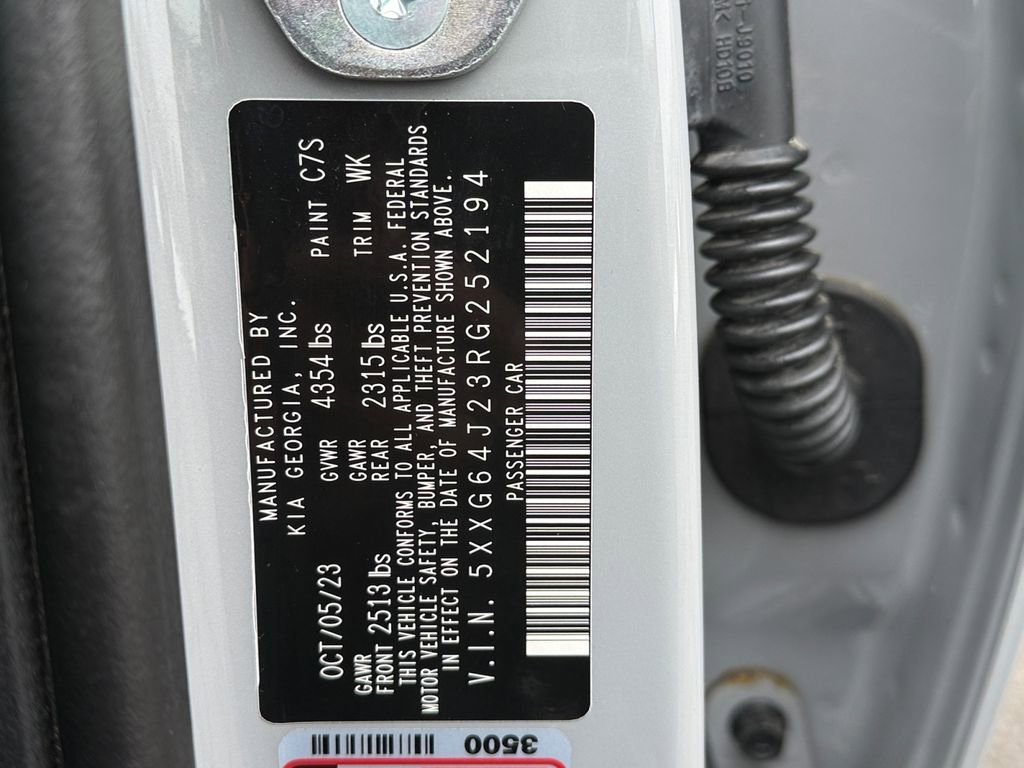 MANUFACTURED BY
KIA GEORGIA, INC.
OCT/05/23 GVWR 4354 lbs PAINT C7S
GAWR FRONT 2513 lbs GAWR REAR 2315 lbs TRIM WK
THIS VEHICLE CONFORMS TO ALL APPLICABLE U.S.A. FEDERAL
MOTOR VEHICLE SAFETY, BUMPER, AND THEFT PREVENTION STANDARDS
IN EFFECT ON THE DATE OF MANUFACTURE SHOWN ABOVE.
V.I.N. 5XXG64J23RG252194
PASSENGER CAR
3500
HD10B